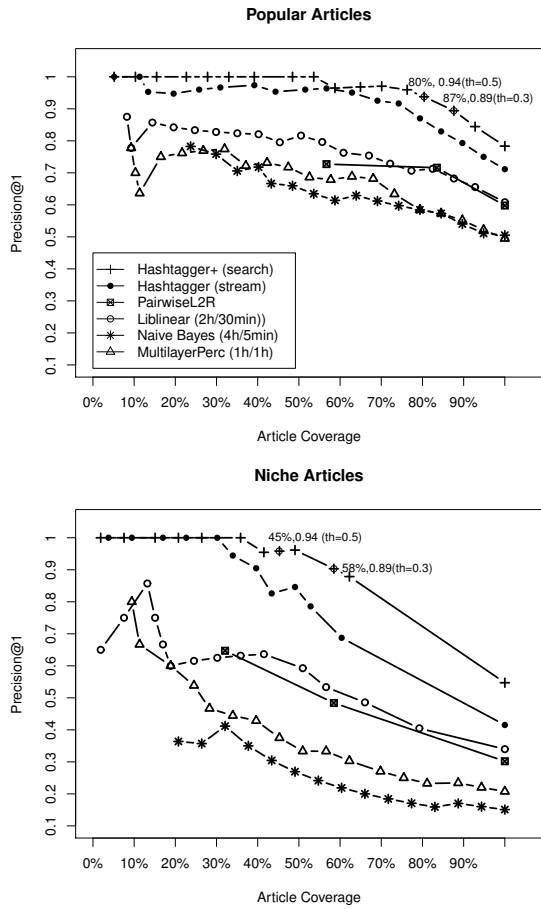 Popular Articles
Precision@1
1
0.9
0.8
0.7
0.6
0.5
0.4
0.3
0.2
0.1
80%, 0.94(th=0.5)
87%,0.89(th=0.3)
Hashtagger+ (search)
Hashtagger (stream)
PairwiseL2R
Liblinear (2h/30min))
Naive Bayes (4h/5min)
MultilayerPerc (1h/1h)
0% 10% 20% 30% 40% 50% 60% 70% 80% 90%
Article Coverage
Niche Articles
Precision@1
1
0.9
0.8
0.7
0.6
0.5
0.4
0.3
0.2
0.1
45%,0.94 (th=0.5)
58%,0.89(th=0.3)
0% 10% 20% 30% 40% 50% 60% 70% 80% 90%
Article Coverage